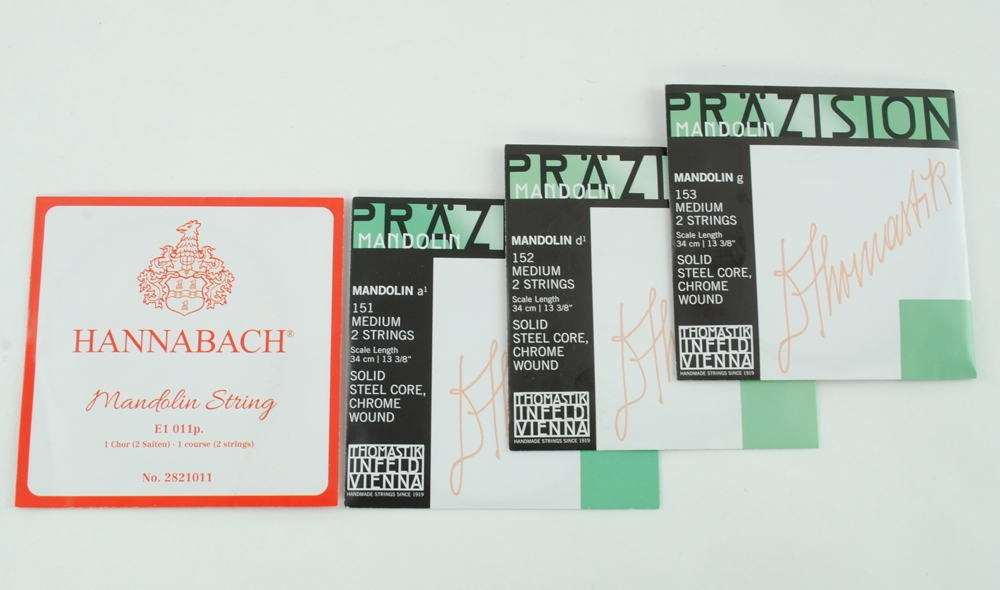 HANNABACH®
Mandolin String
E1 011p.
1 Chor (2 Saiten) · 1 course (2 strings)
No. 2821011
PRÄZ
MANDOLIN
MANDOLIN a¹
151
MEDIUM
2 STRINGS
Scale Length
34 cm | 13 3/8"
SOLID
STEEL CORE,
CHROME
WOUND
THOMASTIK
INFELD
VIENNA
HANDMADE STRINGS SINCE 1919
PRÄZI
MANDOLIN
MANDOLIN d¹
152
MEDIUM
2 STRINGS
Scale Length
34 cm | 13 3/8"
SOLID
STEEL CORE,
CHROME
WOUND
THOMASTIK
INFELD
VIENNA
HANDMADE STRINGS SINCE 1919
PRÄZISION
MANDOLIN
MANDOLIN g
153
MEDIUM
2 STRINGS
Scale Length
34 cm | 13 3/8"
SOLID
STEEL CORE,
CHROME
WOUND
Thomastik
THOMASTIK
INFELD
VIENNA
HANDMADE STRINGS SINCE 1919